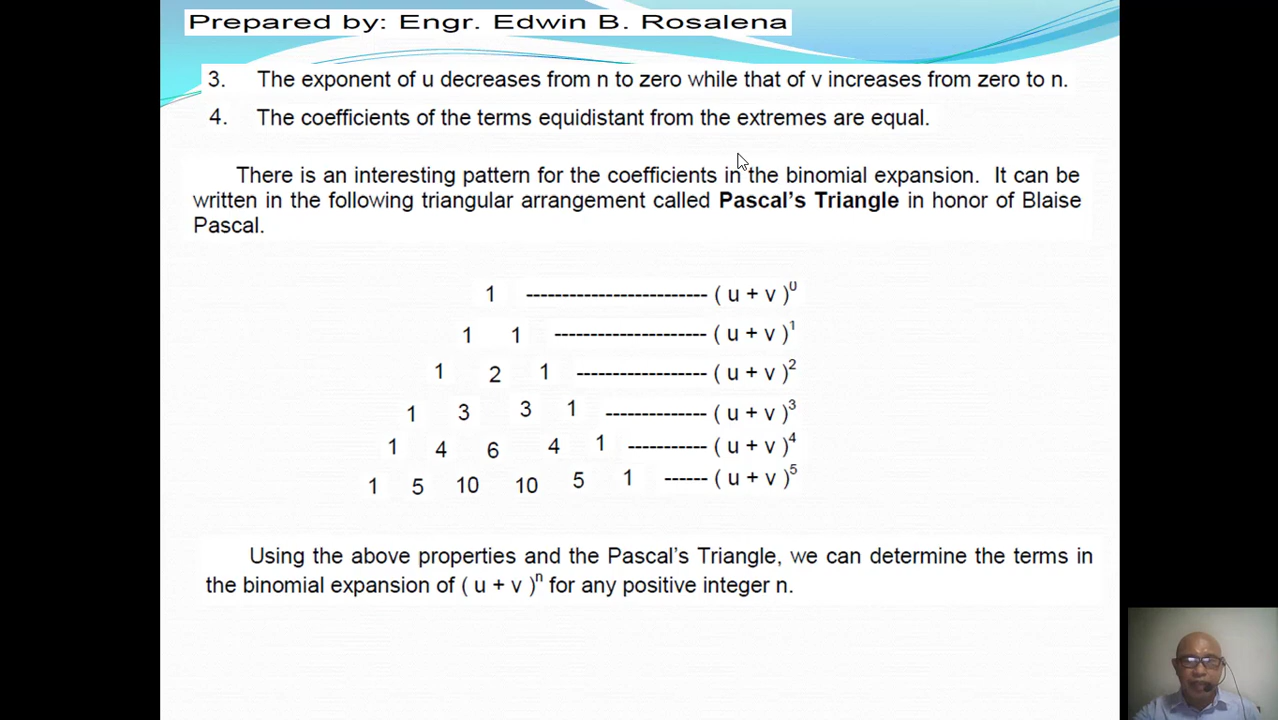 Prepared by: Engr. Edwin B. Rosalena
3. The exponent of u decreases from n to zero while that of v increases from zero to n.
4. The coefficients of the terms equidistant from the extremes are equal.
There is an interesting pattern for the coefficients in the binomial expansion. It can be
written in the following triangular arrangement called Pascal's Triangle in honor of Blaise
Pascal.
1 -------------------------- ( u + v )⁰
1 1 --------------------- ( u + v )¹
1 2 1 ------------------ ( u + v )²
1 3 3 1 -------------- ( u + v )³
1 4 6 4 1 ----------- ( u + v )⁴
1 5 10 10 5 1 ------ ( u + v )⁵
Using the above properties and the Pascal's Triangle, we can determine the terms in
the binomial expansion of ( u + v )ⁿ for any positive integer n.